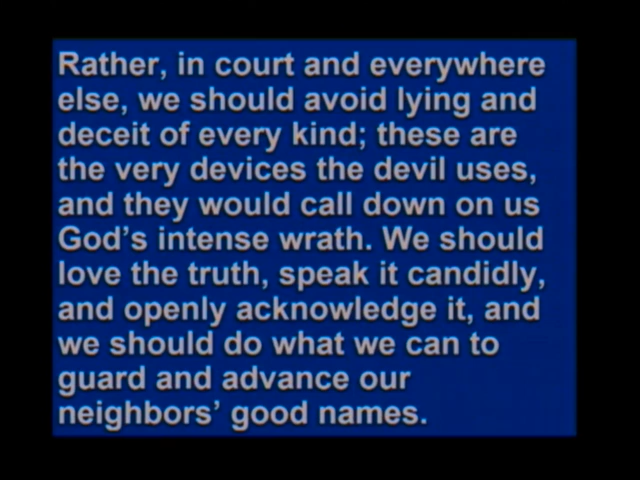 Rather, in court and everywhere
else, we should avoid lying and
deceit of every kind; these are
the very devices the devil uses,
and they would call down on us
God's intense wrath. We should
love the truth, speak it candidly,
and openly acknowledge it, and
we should do what we can to
guard and advance our
neighbors' good names.